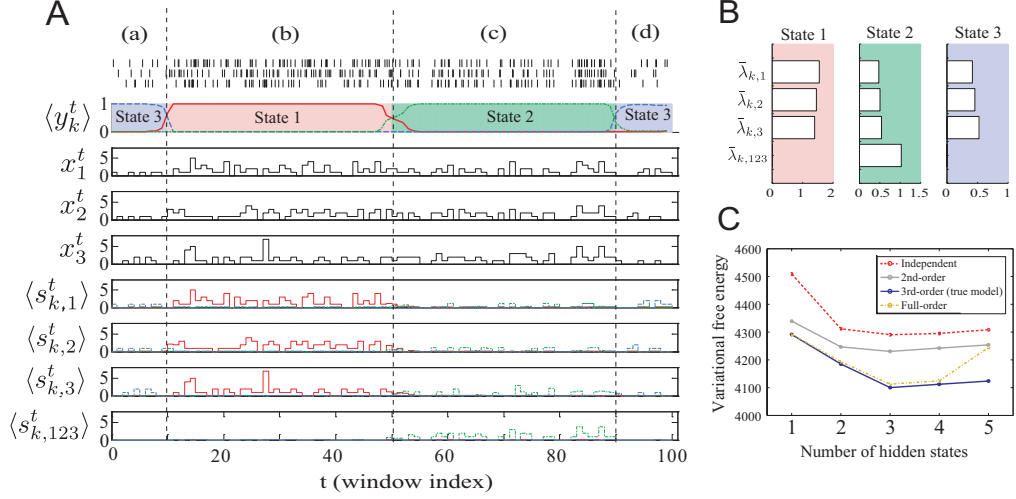 A
(a) (b) (c) (d)
⟨y_k^t⟩
1
0
State 3 State 1 State 2 State 3
x_1^t
5
0
x_2^t
5
0
x_3^t
5
0
⟨s_{k,1}^t⟩
5
0
⟨s_{k,2}^t⟩
5
0
⟨s_{k,3}^t⟩
5
0
⟨s_{k,123}^t⟩
5
0
0 20 40 60 80 100
t (window index)
B
State 1 State 2 State 3
λ̄_{k,1}
λ̄_{k,2}
λ̄_{k,3}
λ̄_{k,123}
0 1 2 0 0.5 1 1.5 0 0.5 1
C
Variational free energy
4600
4500
4400
4300
4200
4100
4000
Independent
2nd-order
3rd-order (true model)
Full-order
1 2 3 4 5
Number of hidden states